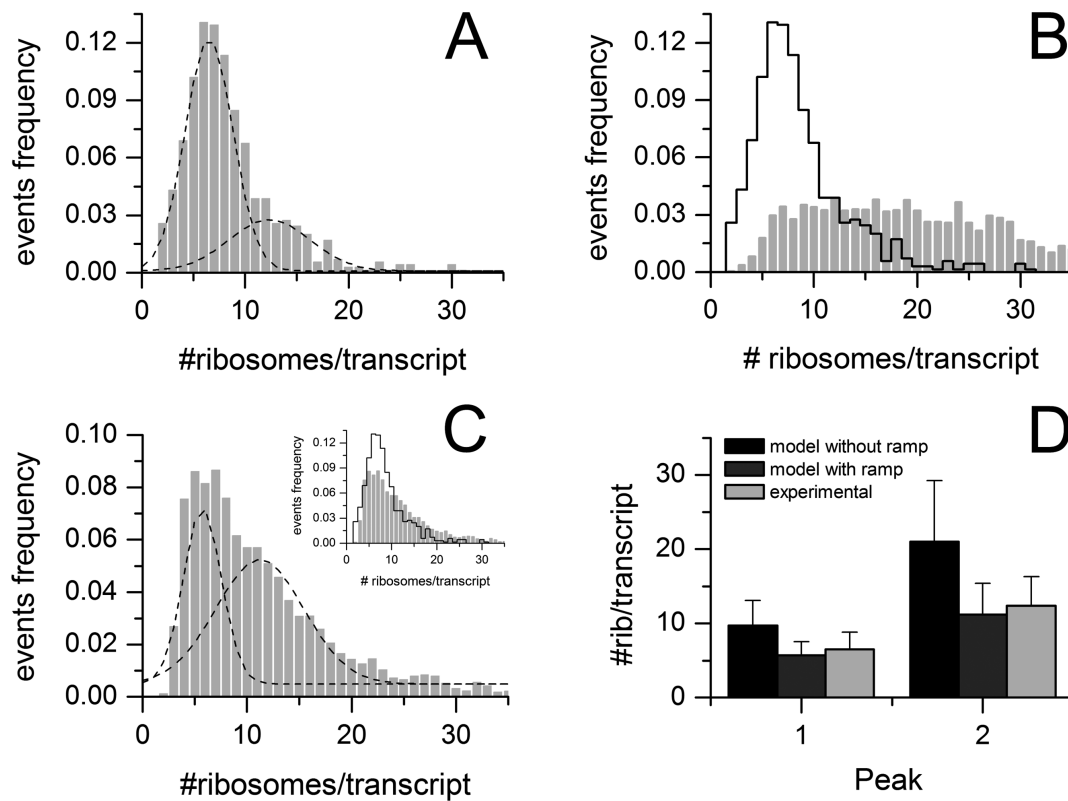 A
events frequency
0.12
0.09
0.06
0.03
0.00
0 10 20 30
#ribosomes/transcript
B
events frequency
0.12
0.09
0.06
0.03
0.00
0 10 20 30
# ribosomes/transcript
C
events frequency
0.10
0.08
0.06
0.04
0.02
0.00
0 10 20 30
#ribosomes/transcript
events frequency
0.12
0.09
0.06
0.03
0.00
0 10 20 30
# ribosomes/transcript
D
model without ramp
model with ramp
experimental
#rib/transcript
30
20
10
0
1 2
Peak